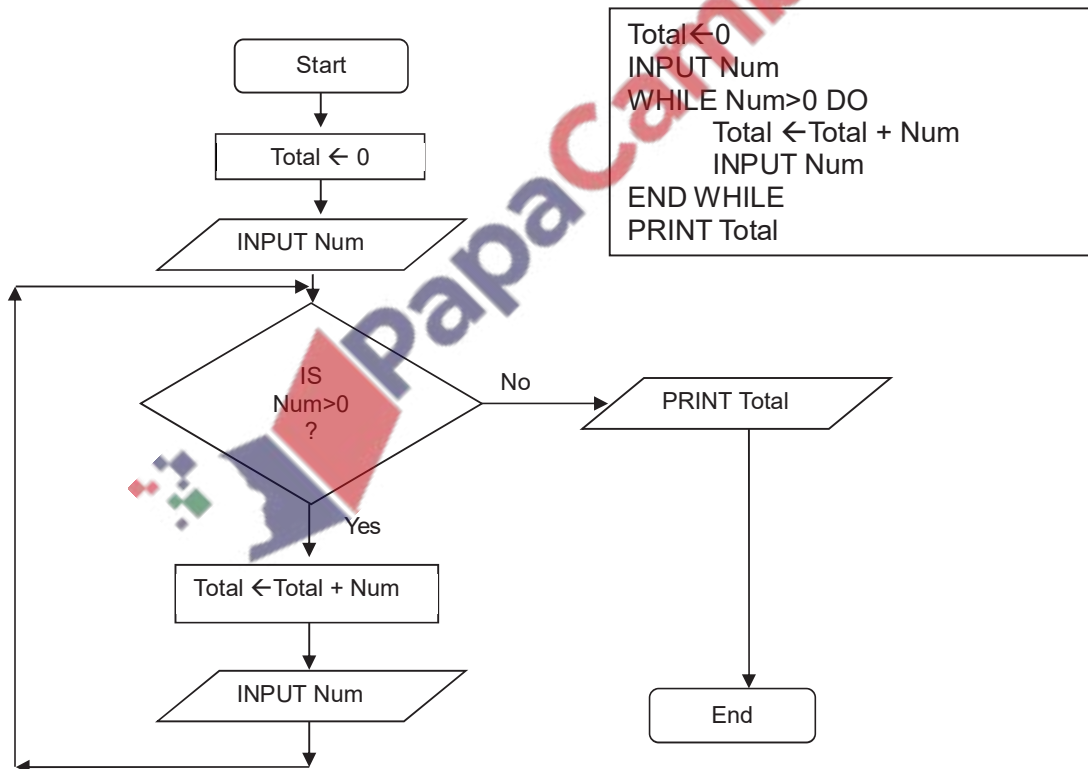 Start
Total ← 0
INPUT Num
IS
Num>0
?
No
PRINT Total
Yes
Total ←Total + Num
INPUT Num
End
Total←0
INPUT Num
WHILE Num>0 DO
Total ←Total + Num
INPUT Num
END WHILE
PRINT Total